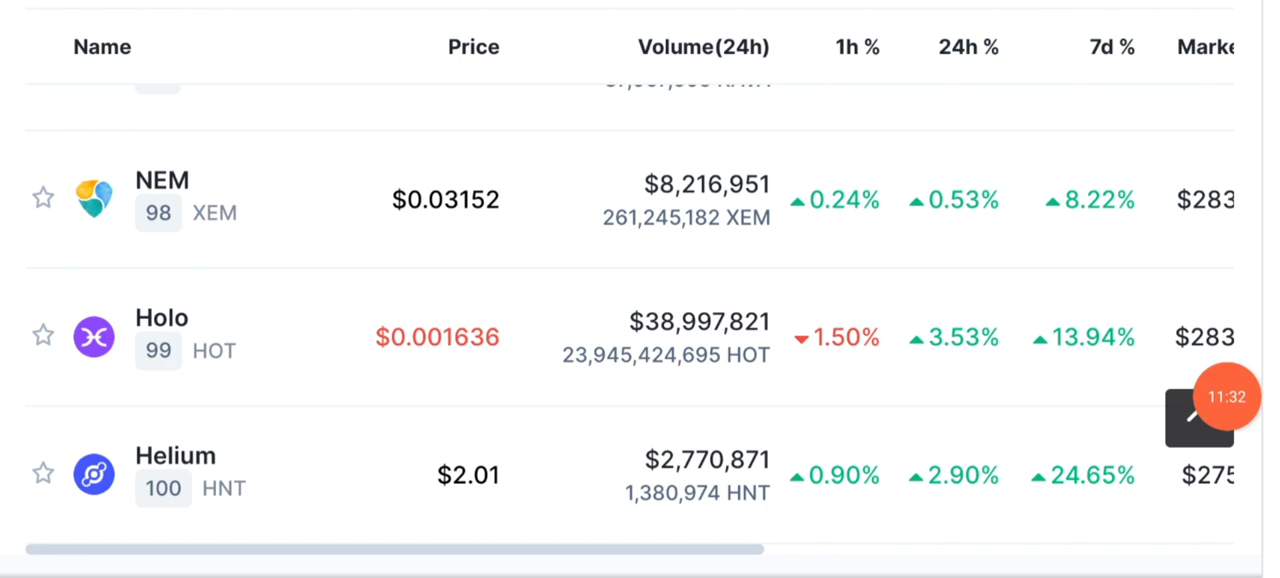 Name Price Volume(24h) 1h % 24h % 7d % Marke
NEM
98 XEM
$0.03152
$8,216,951
261,245,182 XEM
0.24% 0.53% 8.22% $283
Holo
99 HOT
$0.001636
$38,997,821
23,945,424,695 HOT
1.50% 3.53% 13.94% $283
11:32
Helium
100 HNT
$2.01
$2,770,871
1,380,974 HNT
0.90% 2.90% 24.65% $275